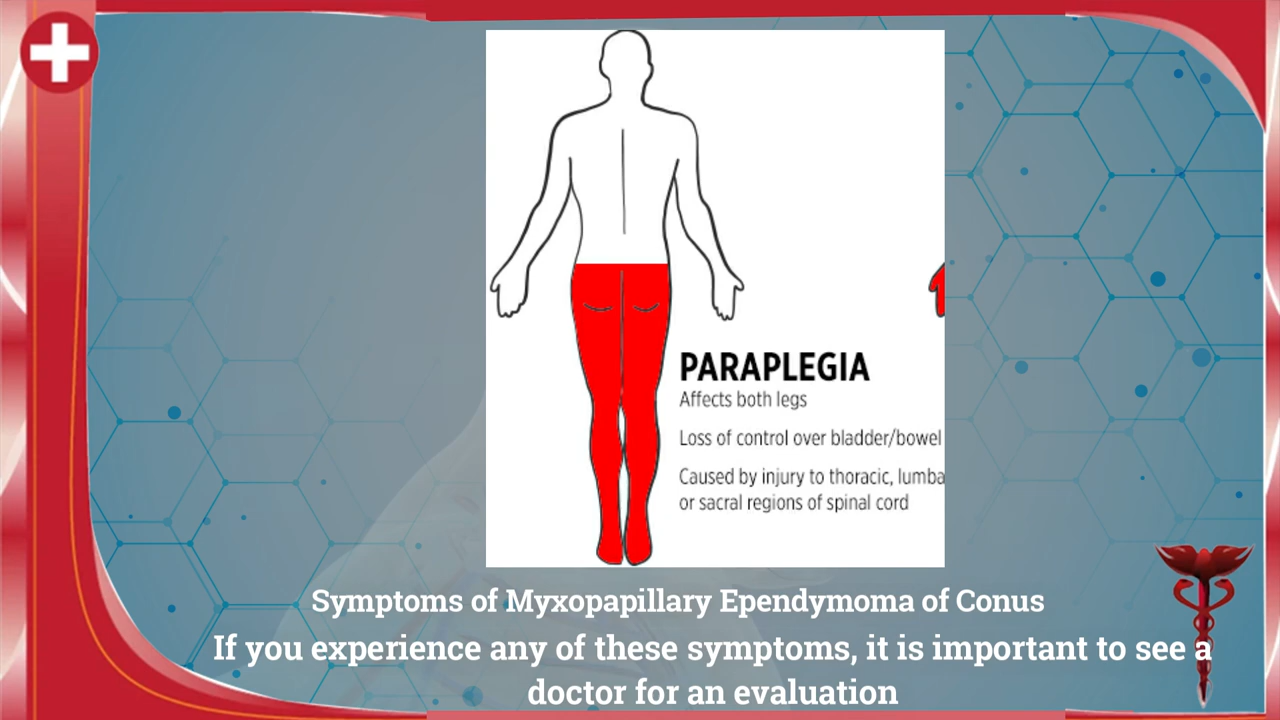 PARAPLEGIA
Affects both legs
Loss of control over bladder/bowel
Caused by injury to thoracic, lumba
or sacral regions of spinal cord
Symptoms of Myxopapillary Ependymoma of Conus
If you experience any of these symptoms, it is important to see a
doctor for an evaluation